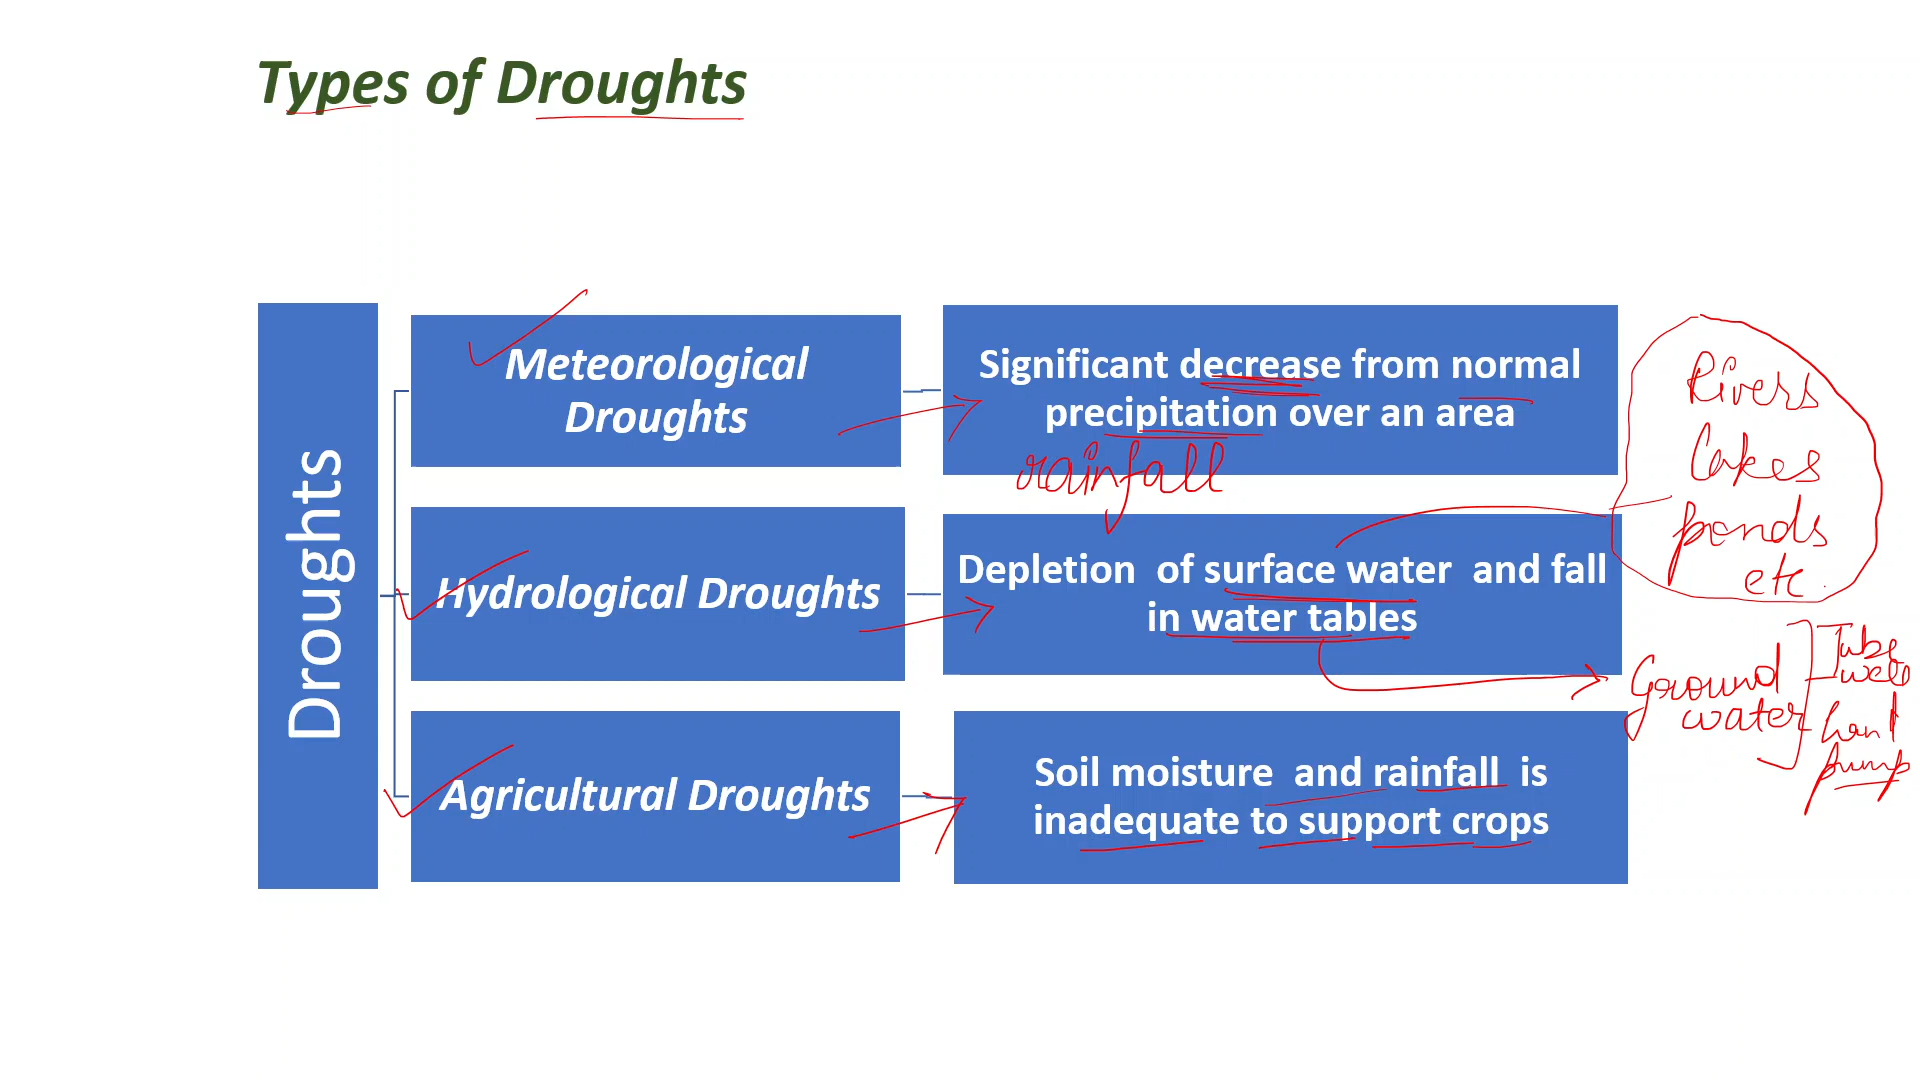 Types of Droughts
Droughts
Meteorological
Droughts
Significant decrease from normal
precipitation over an area
rainfall
Rivers
Lakes
ponds
etc
Hydrological Droughts
Depletion of surface water and fall
in water tables
Ground
water
Tube
well
hand
pump
Agricultural Droughts
Soil moisture and rainfall is
inadequate to support crops